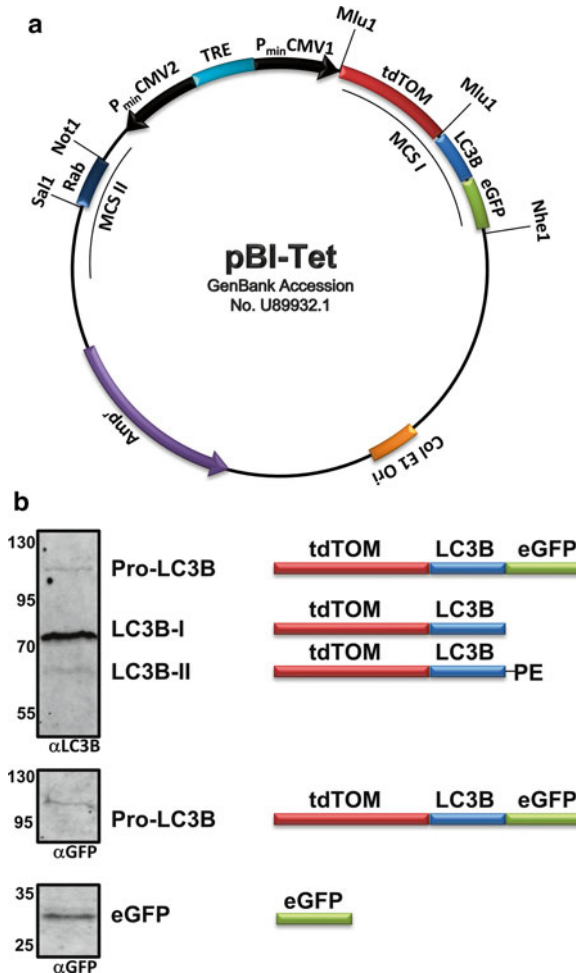 a
Mlu1
PminCMV1
TRE
PminCMV2
tdTOM
Mlu1
MCS I
LC3B
eGFP
Nhe1
Not1
Rab
Sal1
MCS II
pBI-Tet
GenBank Accession
No. U89932.1
Ampr
Col E1 Ori
b
130
95
70
55
αLC3B
Pro-LC3B
LC3B-I
LC3B-II
tdTOM LC3B eGFP
tdTOM LC3B
tdTOM LC3B
PE
130
95
αGFP
Pro-LC3B
tdTOM LC3B eGFP
35
25
αGFP
eGFP
eGFP